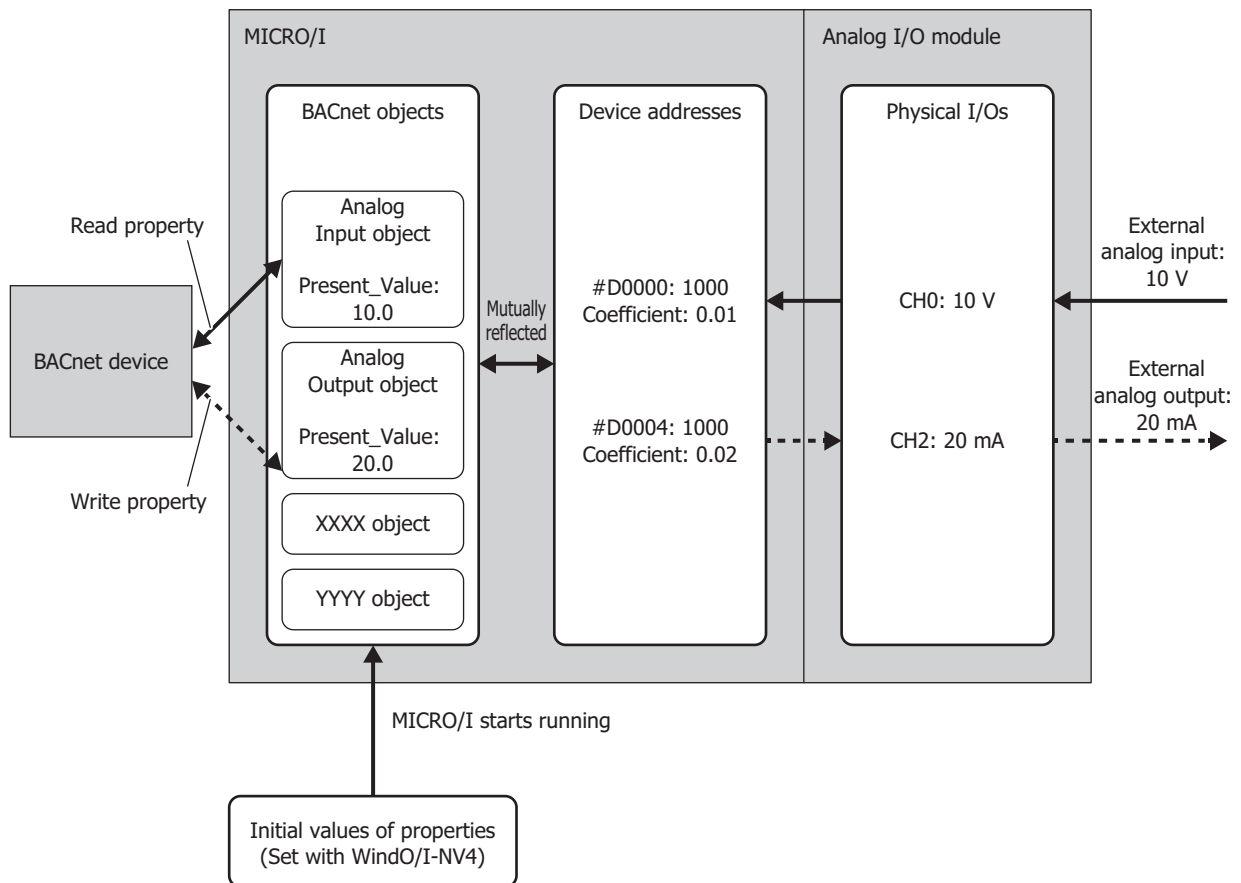 MICRO/I
Analog I/O module
BACnet objects
Device addresses
Physical I/Os
Analog
Input object
Present_Value:
10.0
Read property
BACnet device
Write property
Analog
Output object
Present_Value:
20.0
XXXX object
YYYY object
Mutually
reflected
#D0000: 1000
Coefficient: 0.01
#D0004: 1000
Coefficient: 0.02
CH0: 10 V
CH2: 20 mA
External
analog input:
10 V
External
analog output:
20 mA
MICRO/I starts running
Initial values of properties
(Set with WindO/I-NV4)